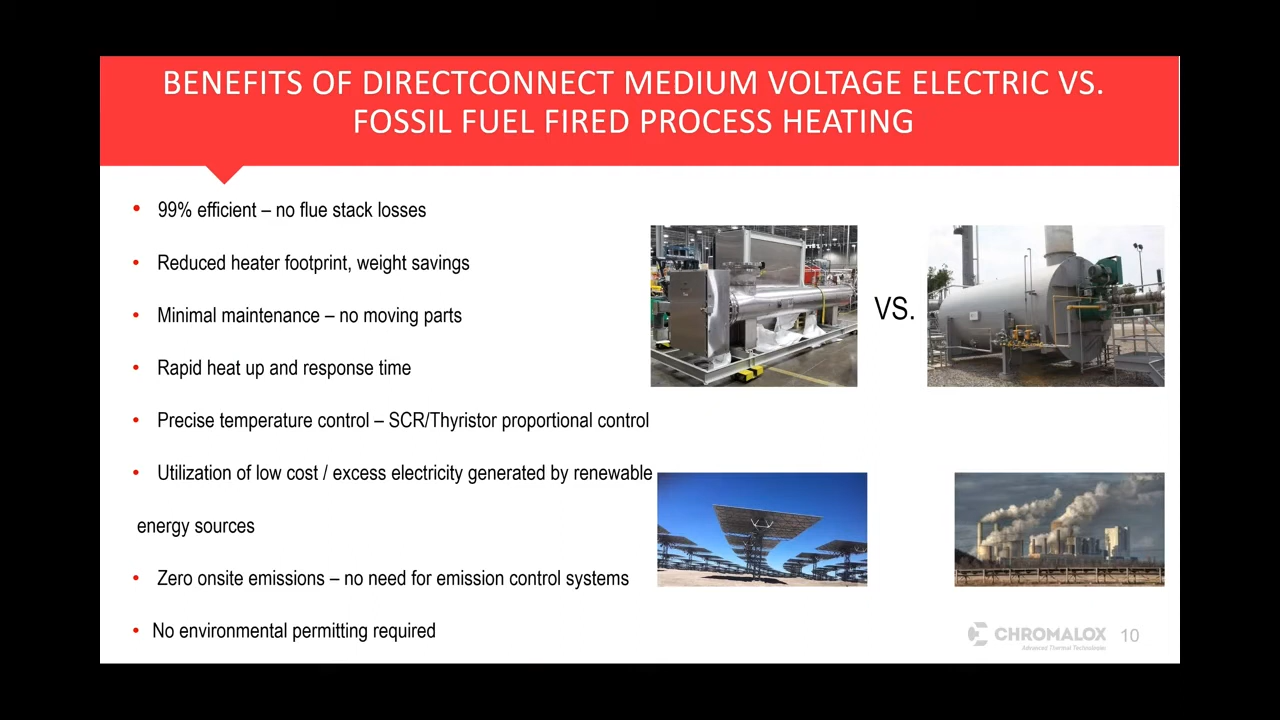 BENEFITS OF DIRECTCONNECT MEDIUM VOLTAGE ELECTRIC VS.
FOSSIL FUEL FIRED PROCESS HEATING
• 99% efficient – no flue stack losses
• Reduced heater footprint, weight savings
• Minimal maintenance – no moving parts
• Rapid heat up and response time
• Precise temperature control – SCR/Thyristor proportional control
• Utilization of low cost / excess electricity generated by renewable
energy sources
• Zero onsite emissions – no need for emission control systems
• No environmental permitting required
VS.
CHROMALOX
Advanced Thermal Technologies
10